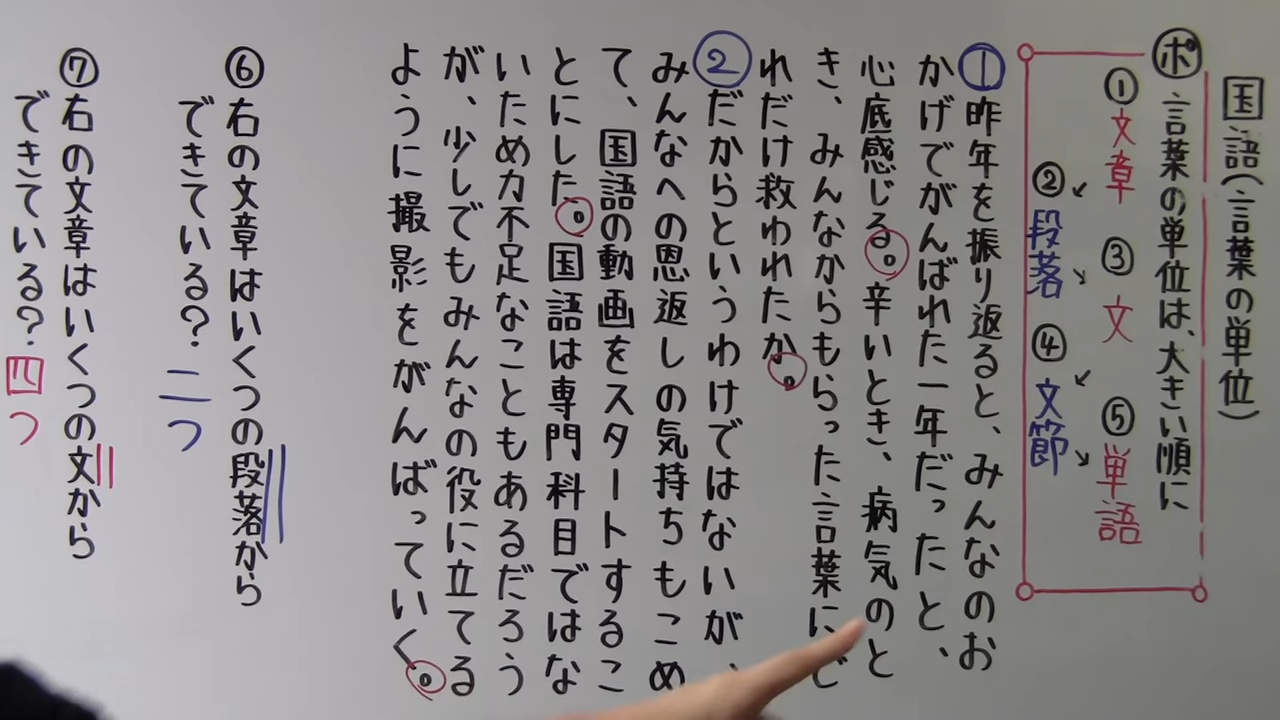 国語(言葉の単位)
ポ 言葉の単位は、大きい順に
①文章
②段落
③文
④文節
⑤単語
①昨年を振り返ると、みんなのお
かげでがんばれた一年だったと、
心底感じる。辛いとき、病気のと
き、みんなからもらった言葉にど
れだけ救われたか。
②だからというわけではないが、
みんなへの恩返しの気持ちもこめ
て、国語の動画をスタートするこ
とにした。国語は専門科目ではな
いため力不足なこともあるだろう
が、少しでもみんなの役に立てる
ように撮影をがんばっていく。
⑥右の文章はいくつの段落から
できている?二つ
⑦右の文章はいくつの文から
できている?四つ